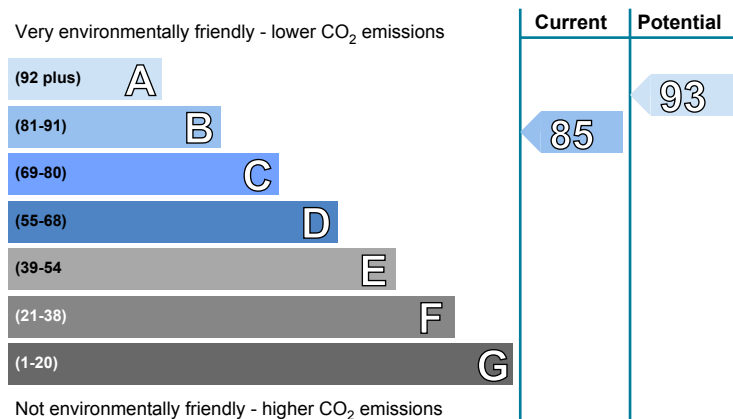 Current Potential
Very environmentally friendly - lower CO2 emissions
(92 plus) A
93
(81-91) B
85
(69-80) C
(55-68) D
(39-54 E
(21-38) F
(1-20) G
Not environmentally friendly - higher CO2 emissions